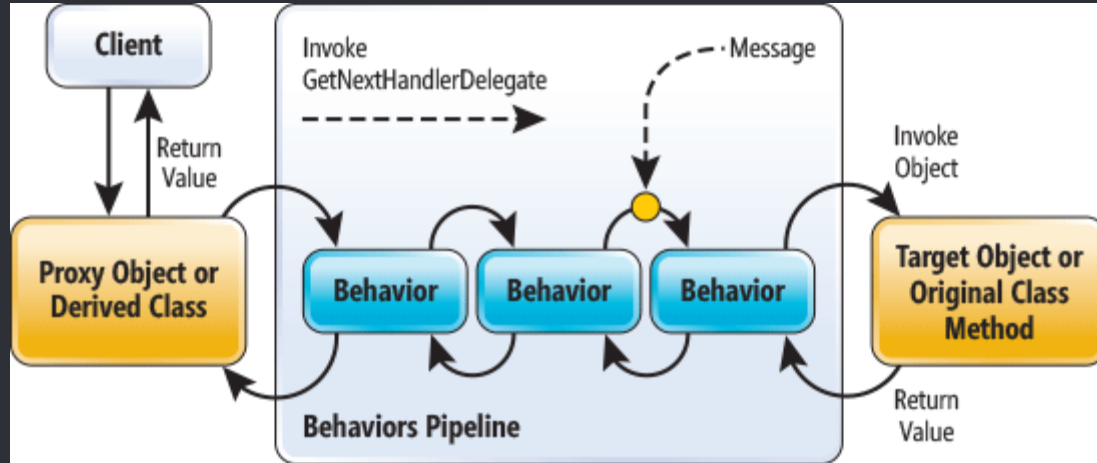 Client
Invoke
GetNextHandlerDelegate
Message
Return
Value
Invoke
Object
Proxy Object or
Derived Class
Behavior
Behavior
Behavior
Target Object or
Original Class
Method
Behaviors Pipeline
Return
Value